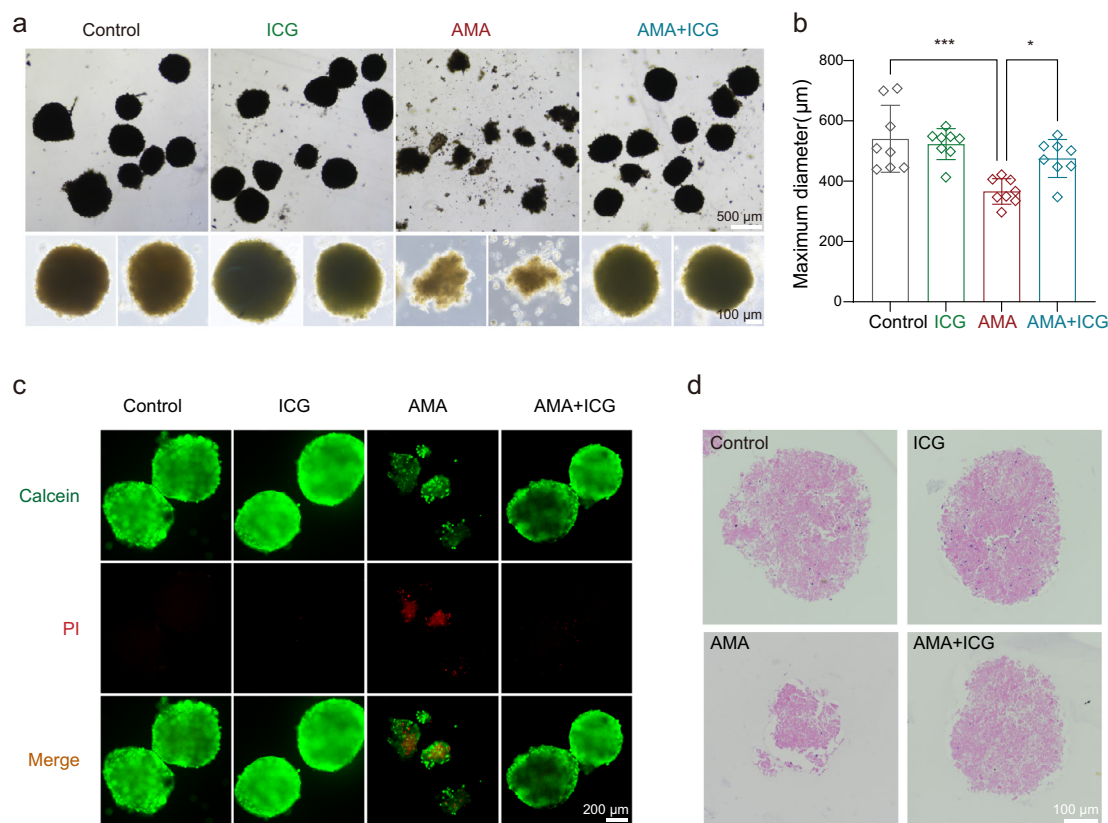 a
Control ICG AMA AMA+ICG
500 µm
100 µm
b
*** *
Maximum diameter( µm)
800
600
400
200
0
Control ICG AMA AMA+ICG
c
Control ICG AMA AMA+ICG
Calcein
PI
Merge
200 µm
d
Control ICG
AMA AMA+ICG
100 µm